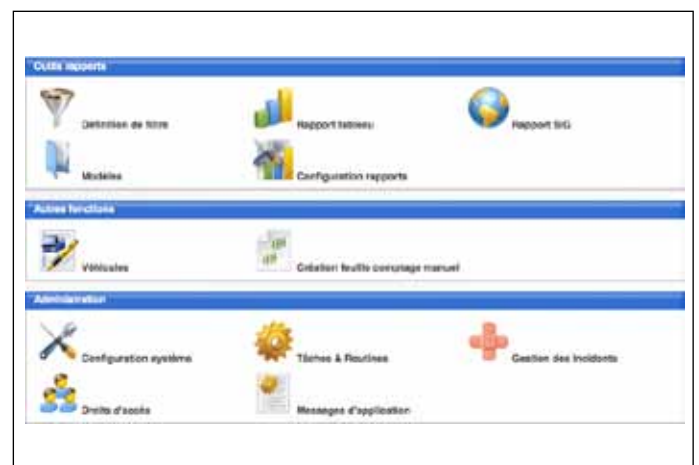 Outils rapports
Définition de filtre
Rapport tableau
Rapport SIG
Modèles
Configuration rapports
Autres fonctions
Véhicules
Création feuille comptage manuel
Administration
Configuration système
Tâches & Routines
Gestion des Incidents
Droits d'accès
Messages d'application